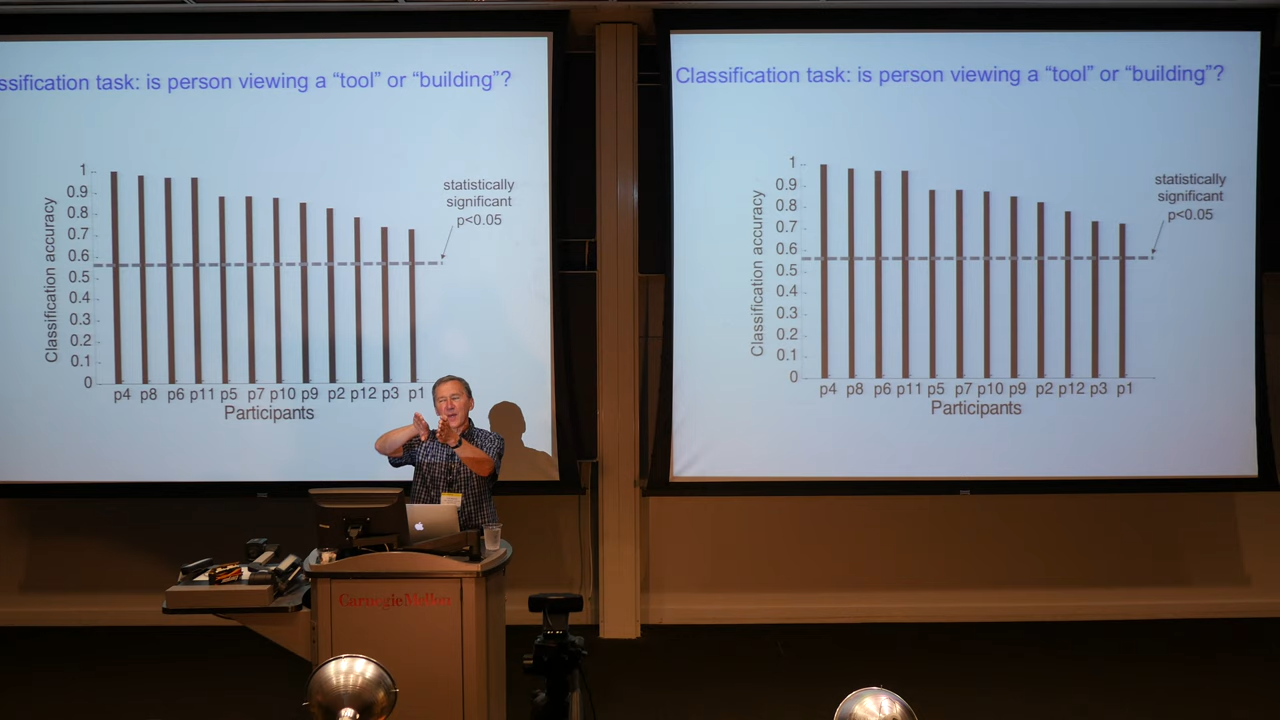 ssification task: is person viewing a “tool” or “building”?
1
0.9
0.8
0.7
0.6
0.5
0.4
0.3
0.2
0.1
0
Classification accuracy
statistically
significant
p<0.05
p4 p8 p6 p11 p5 p7 p10 p9 p2 p12 p3 p1
Participants
Classification task: is person viewing a “tool” or “building”?
1
0.9
0.8
0.7
0.6
0.5
0.4
0.3
0.2
0.1
0
Classification accuracy
statistically
significant
p<0.05
p4 p8 p6 p11 p5 p7 p10 p9 p2 p12 p3 p1
Participants
Carnegie Mellon